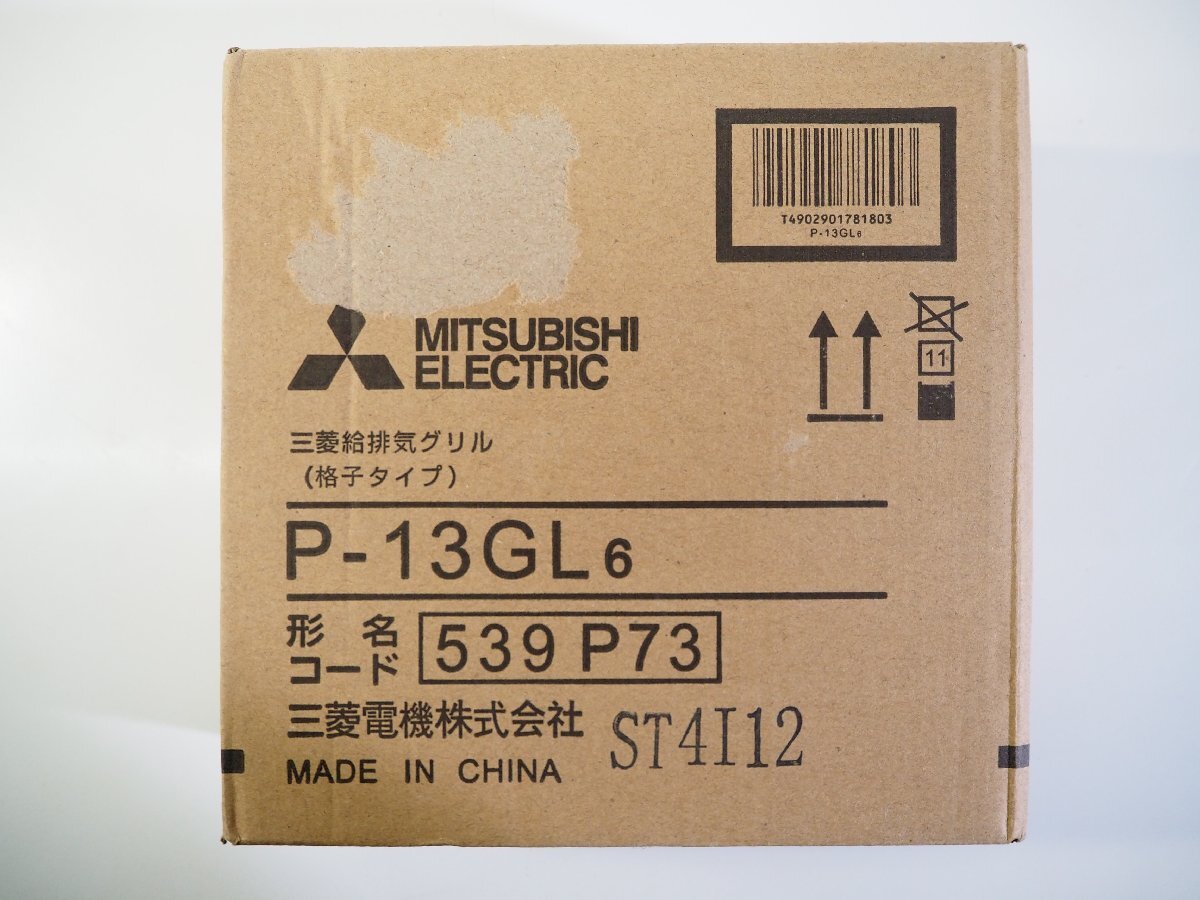 T4902901781803
P-13GL6
MITSUBISHI
ELECTRIC
11
三菱給排気グリル
(格子タイプ)
P-13GL6
形名
コード 539 P73
三菱電機株式会社 ST4I12
MADE IN CHINA